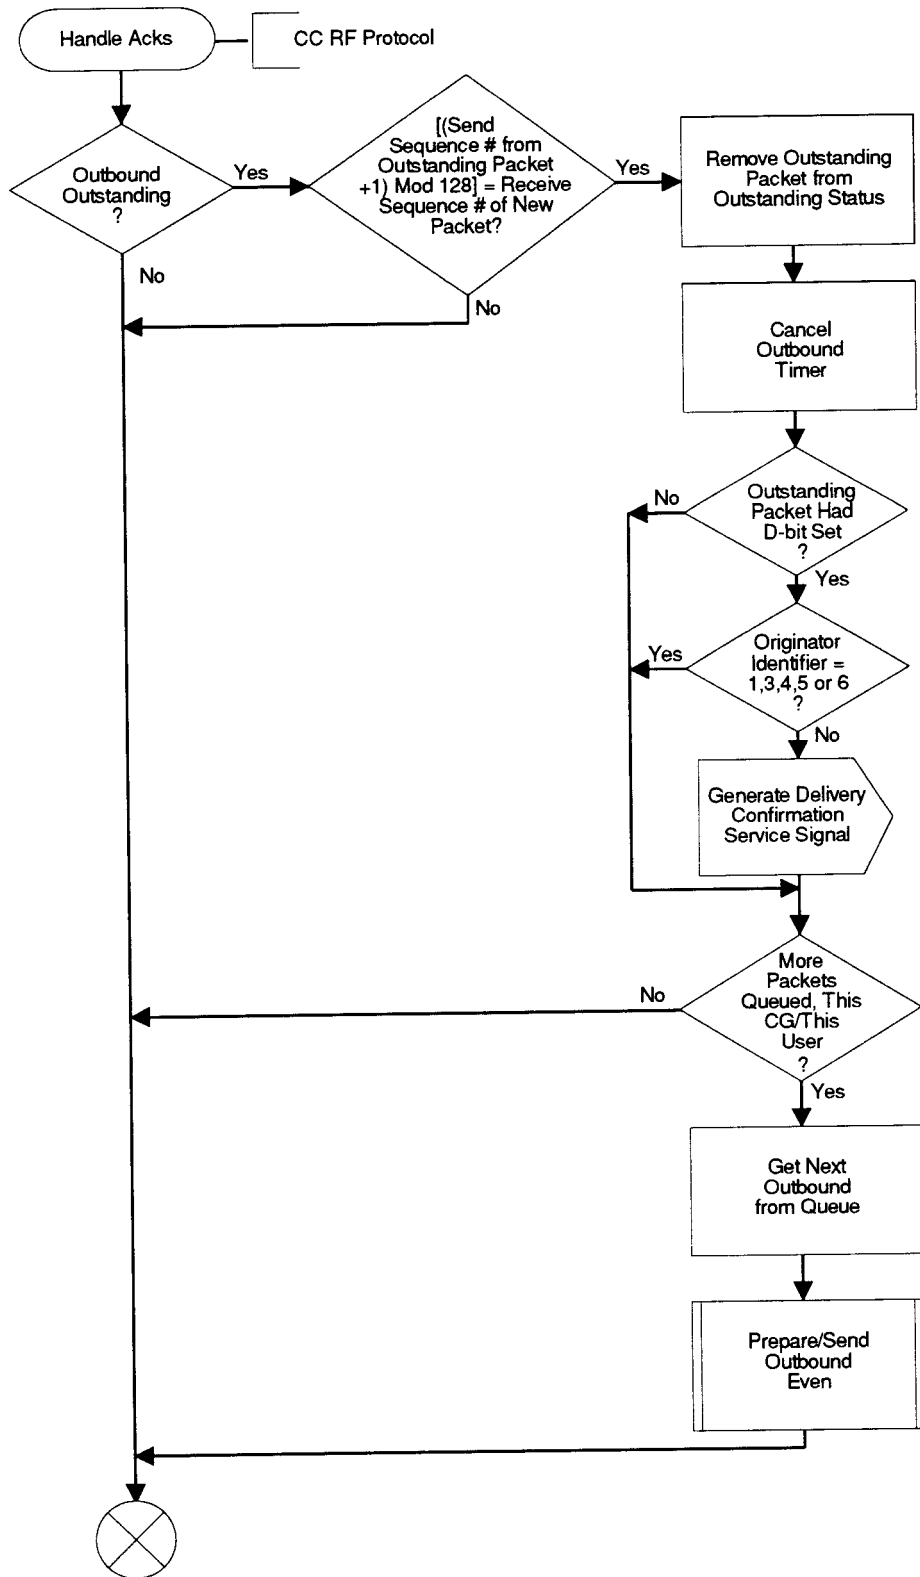 Handle Acks
CC RF Protocol
Outbound
Outstanding
?
Yes
No
[(Send
Sequence # from
Outstanding Packet
+1) Mod 128] = Receive
Sequence # of New
Packet?
Yes
No
Remove Outstanding
Packet from
Outstanding Status
Cancel
Outbound
Timer
Outstanding
Packet Had
D-bit Set
?
No
Yes
Originator
Identifier =
1,3,4,5 or 6
?
Yes
No
Generate Delivery
Confirmation
Service Signal
More
Packets
Queued, This
CG/This
User
?
No
Yes
Get Next
Outbound
from Queue
Prepare/Send
Outbound
Even